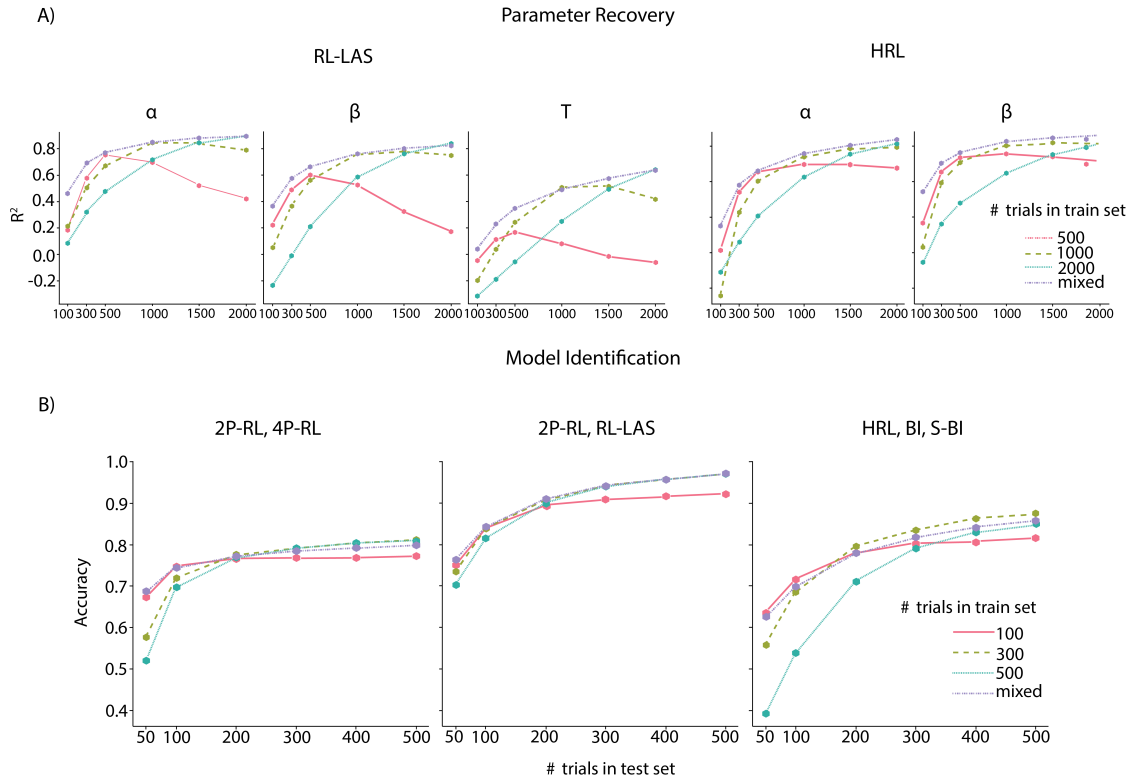 A)
Parameter Recovery
RL-LAS
HRL
α
β
T
α
β
R²
0.8
0.6
0.4
0.2
0.0
-0.2
100 300 500 1000 1500 2000
100 300 500 1000 1500 2000
100 300 500 1000 1500 2000
100 300 500 1000 1500 2000
100 300 500 1000 1500 2000
# trials in train set
500
1000
2000
mixed
Model Identification
B)
2P-RL, 4P-RL
2P-RL, RL-LAS
HRL, BI, S-BI
Accuracy
1.0
0.9
0.8
0.7
0.6
0.5
0.4
50 100 200 300 400 500
50 100 200 300 400 500
50 100 200 300 400 500
# trials in train set
100
300
500
mixed
# trials in test set